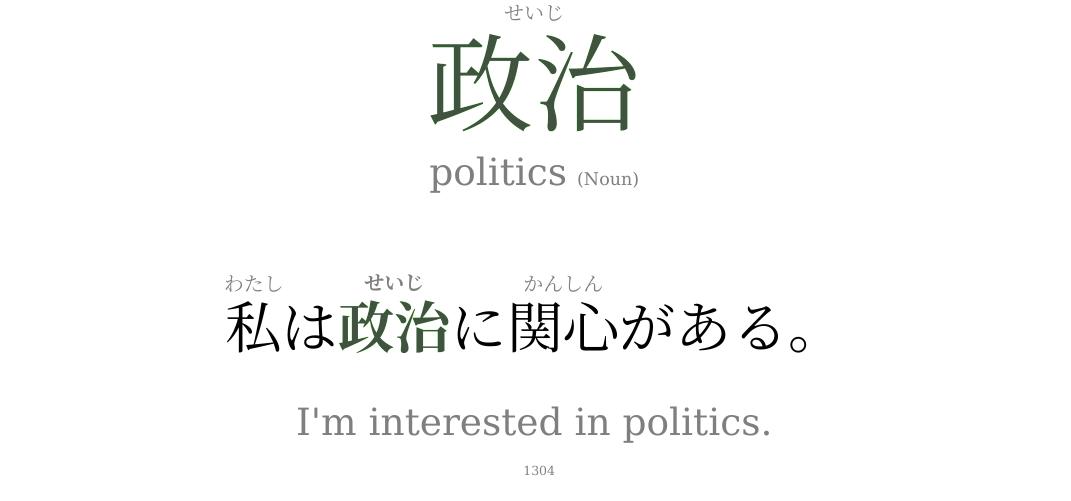 せいじ
政治
politics (Noun)
わたし せいじ かんしん
私は政治に関心がある。
I'm interested in politics.
1304